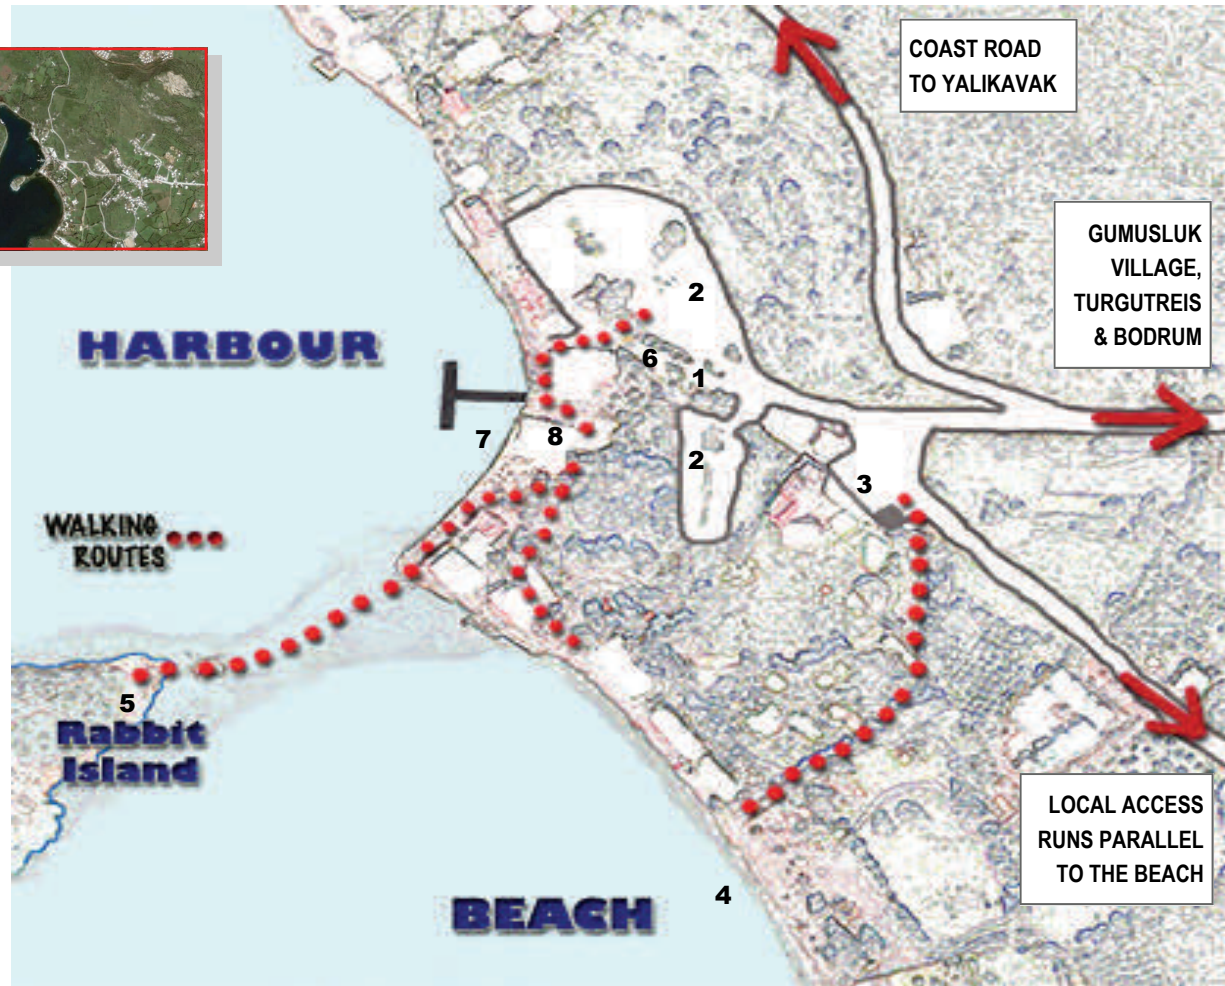 COAST ROAD
TO YALIKAVAK
GUMUSLUK
VILLAGE,
TURGUTREIS
& BODRUM
2
HARBOUR
6
1
7
8
2
3
WALKING
ROUTES
5
Rabbit
Island
LOCAL ACCESS
RUNS PARALLEL
TO THE BEACH
4
BEACH